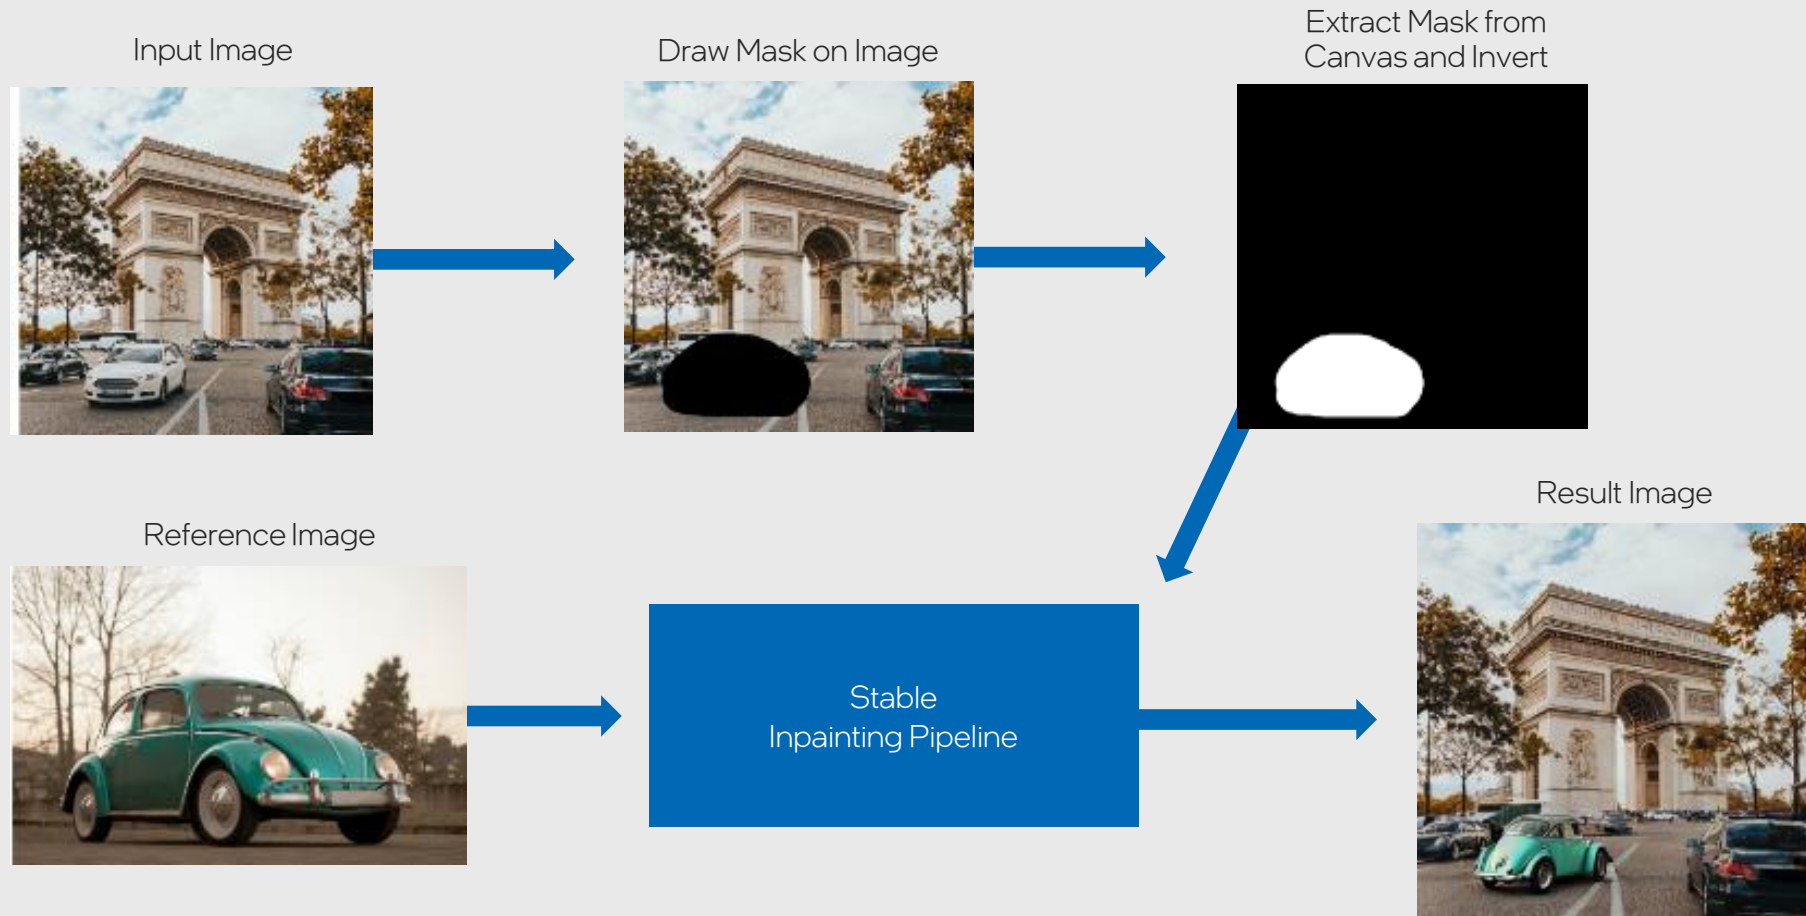 Input Image
Draw Mask on Image
Extract Mask from
Canvas and Invert
Reference Image
Stable
Inpainting Pipeline
Result Image